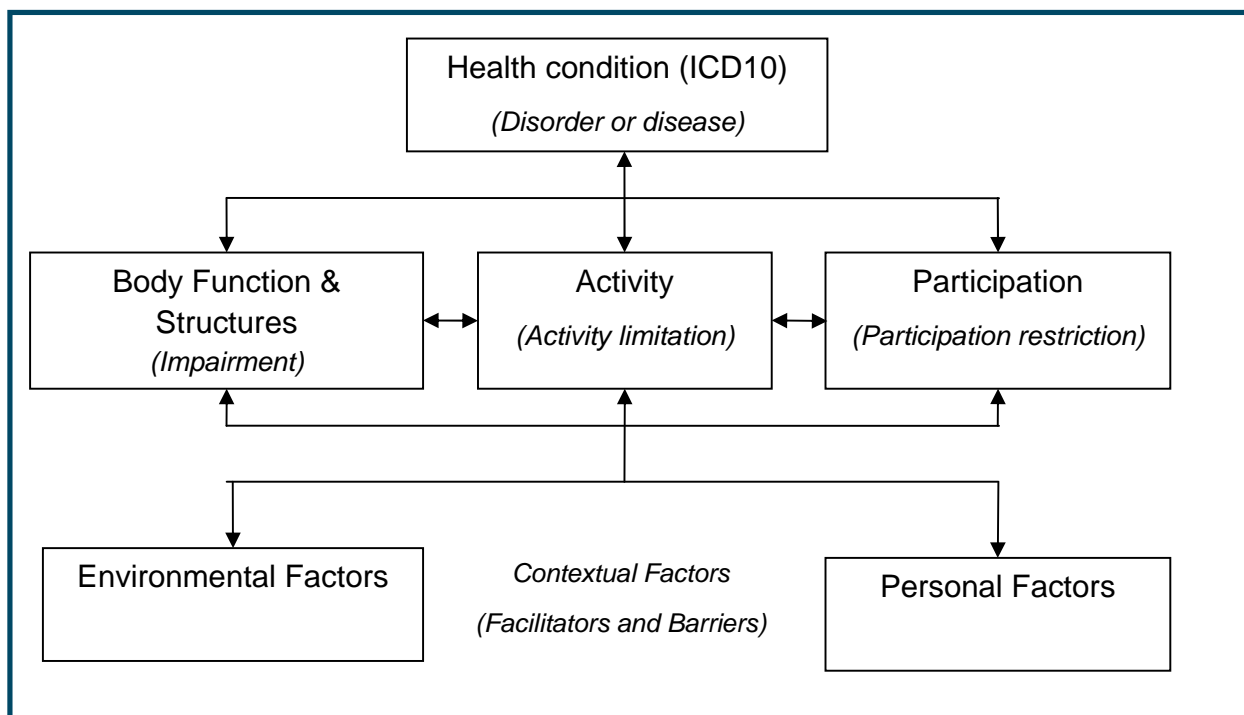 Health condition (ICD10)
(Disorder or disease)
Body Function &
Structures
(Impairment)
Activity
(Activity limitation)
Participation
(Participation restriction)
Environmental Factors
Contextual Factors
(Facilitators and Barriers)
Personal Factors